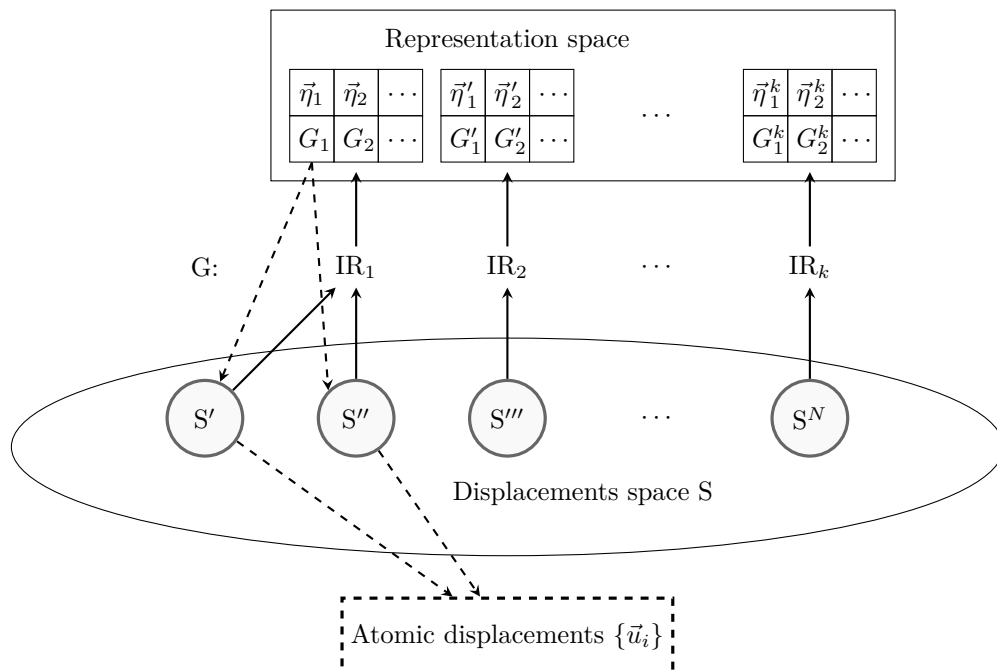 Representation space
η⃗₁ η⃗₂ ⋯ η⃗′₁ η⃗′₂ ⋯ η⃗ᵏ₁ η⃗ᵏ₂ ⋯
⋯
G₁ G₂ ⋯ G′₁ G′₂ ⋯ Gᵏ₁ Gᵏ₂ ⋯
G: IR₁ IR₂ ⋯ IRₖ
S′ S″ S‴ ⋯ Sᴺ
Displacements space S
Atomic displacements {u⃗ᵢ}